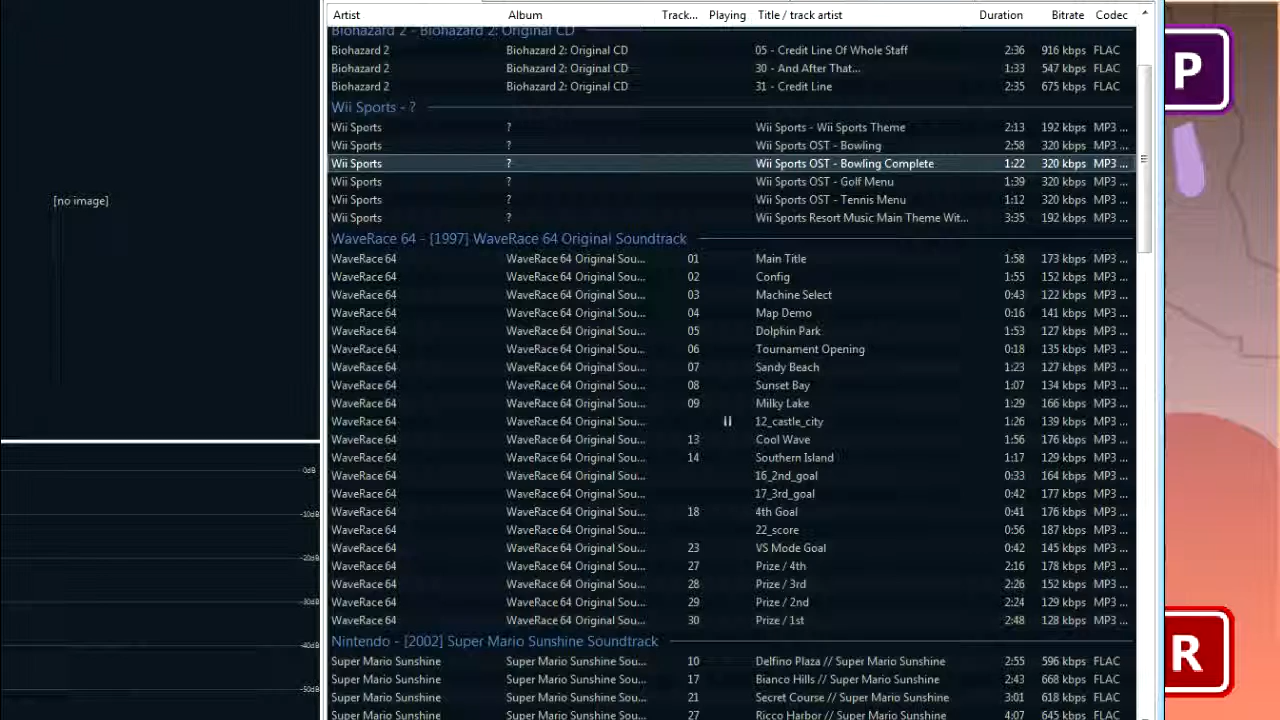 Artist Album Track... Playing Title / track artist Duration Bitrate Codec
Biohazard 2 - Biohazard 2: Original CD
Biohazard 2 Biohazard 2: Original CD 05 - Credit Line Of Whole Staff 2:36 916 kbps FLAC
Biohazard 2 Biohazard 2: Original CD 30 - And After That... 1:33 547 kbps FLAC
Biohazard 2 Biohazard 2: Original CD 31 - Credit Line 2:35 675 kbps FLAC
Wii Sports - ?
Wii Sports ? Wii Sports - Wii Sports Theme 2:13 192 kbps MP3 ...
Wii Sports ? Wii Sports OST - Bowling 2:58 320 kbps MP3 ...
Wii Sports ? Wii Sports OST - Bowling Complete 1:22 320 kbps MP3 ...
Wii Sports ? Wii Sports OST - Golf Menu 1:39 320 kbps MP3 ...
Wii Sports ? Wii Sports OST - Tennis Menu 1:12 320 kbps MP3 ...
Wii Sports ? Wii Sports Resort Music Main Theme Wit... 3:35 192 kbps MP3 ...
WaveRace 64 - [1997] WaveRace 64 Original Soundtrack
WaveRace 64 WaveRace 64 Original Sou... 01 Main Title 1:58 173 kbps MP3 ...
WaveRace 64 WaveRace 64 Original Sou... 02 Config 1:55 152 kbps MP3 ...
WaveRace 64 WaveRace 64 Original Sou... 03 Machine Select 0:43 122 kbps MP3 ...
WaveRace 64 WaveRace 64 Original Sou... 04 Map Demo 0:16 141 kbps MP3 ...
WaveRace 64 WaveRace 64 Original Sou... 05 Dolphin Park 1:53 127 kbps MP3 ...
WaveRace 64 WaveRace 64 Original Sou... 06 Tournament Opening 0:18 135 kbps MP3 ...
WaveRace 64 WaveRace 64 Original Sou... 07 Sandy Beach 1:23 127 kbps MP3 ...
WaveRace 64 WaveRace 64 Original Sou... 08 Sunset Bay 1:07 134 kbps MP3 ...
WaveRace 64 WaveRace 64 Original Sou... 09 Milky Lake 1:29 166 kbps MP3 ...
WaveRace 64 WaveRace 64 Original Sou... 12_castle_city 1:26 139 kbps MP3 ...
WaveRace 64 WaveRace 64 Original Sou... 13 Cool Wave 1:56 176 kbps MP3 ...
WaveRace 64 WaveRace 64 Original Sou... 14 Southern Island 1:17 129 kbps MP3 ...
WaveRace 64 WaveRace 64 Original Sou... 16_2nd_goal 0:33 164 kbps MP3 ...
WaveRace 64 WaveRace 64 Original Sou... 17_3rd_goal 0:42 177 kbps MP3 ...
WaveRace 64 WaveRace 64 Original Sou... 18 4th Goal 0:41 176 kbps MP3 ...
WaveRace 64 WaveRace 64 Original Sou... 22_score 0:56 187 kbps MP3 ...
WaveRace 64 WaveRace 64 Original Sou... 23 VS Mode Goal 0:42 145 kbps MP3 ...
WaveRace 64 WaveRace 64 Original Sou... 27 Prize / 4th 2:16 178 kbps MP3 ...
WaveRace 64 WaveRace 64 Original Sou... 28 Prize / 3rd 2:26 152 kbps MP3 ...
WaveRace 64 WaveRace 64 Original Sou... 29 Prize / 2nd 2:24 129 kbps MP3 ...
WaveRace 64 WaveRace 64 Original Sou... 30 Prize / 1st 2:48 128 kbps MP3 ...
Nintendo - [2002] Super Mario Sunshine Soundtrack
Super Mario Sunshine Super Mario Sunshine Sou... 10 Delfino Plaza // Super Mario Sunshine 2:55 596 kbps FLAC
Super Mario Sunshine Super Mario Sunshine Sou... 17 Bianco Hills // Super Mario Sunshine 2:43 668 kbps FLAC
Super Mario Sunshine Super Mario Sunshine Sou... 21 Secret Course // Super Mario Sunshine 3:01 618 kbps FLAC
Super Mario Sunshine Super Mario Sunshine Sou... 27 Ricco Harbor // Super Mario Sunshine 4:07 645 kbps FLAC
[no image]
0dB
-10dB
-20dB
-30dB
-40dB
-50dB
P
R